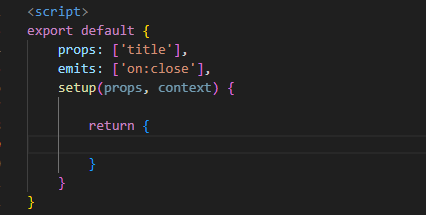 <script>
export default {
props: ['title'],
emits: ['on:close'],
setup(props, context) {
return {
}
}
}